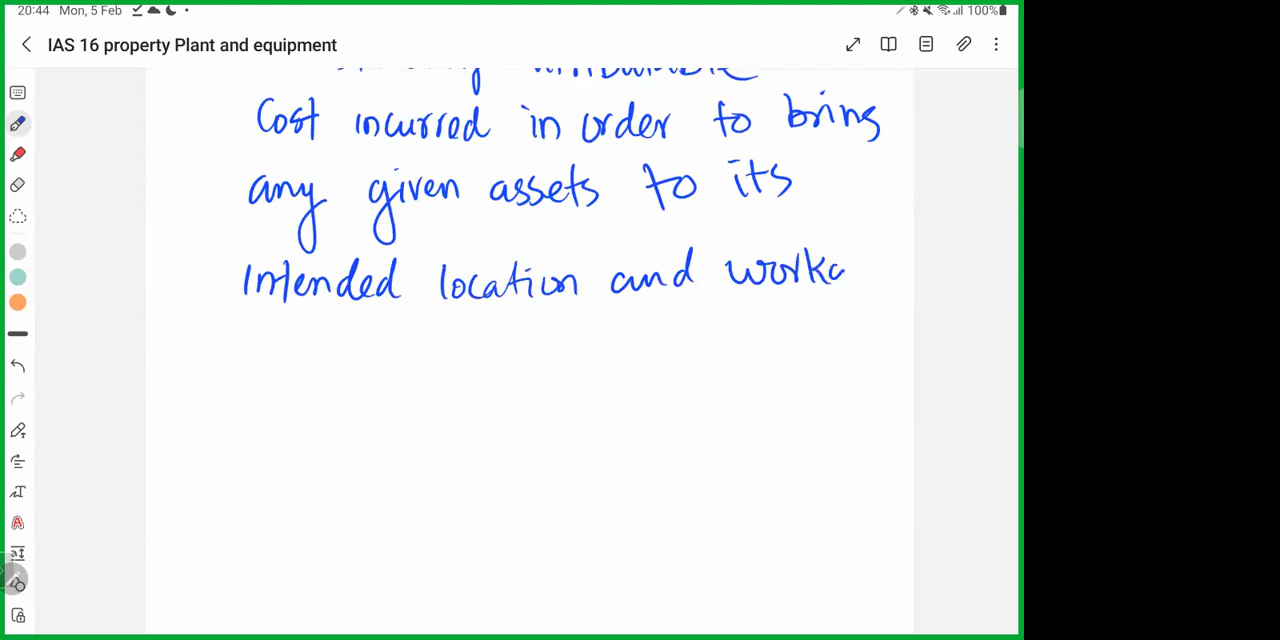 20:44 Mon, 5 Feb 100%
IAS 16 property Plant and equipment
Cost incurred in order to bring
any given assets to its
Intended location and worka